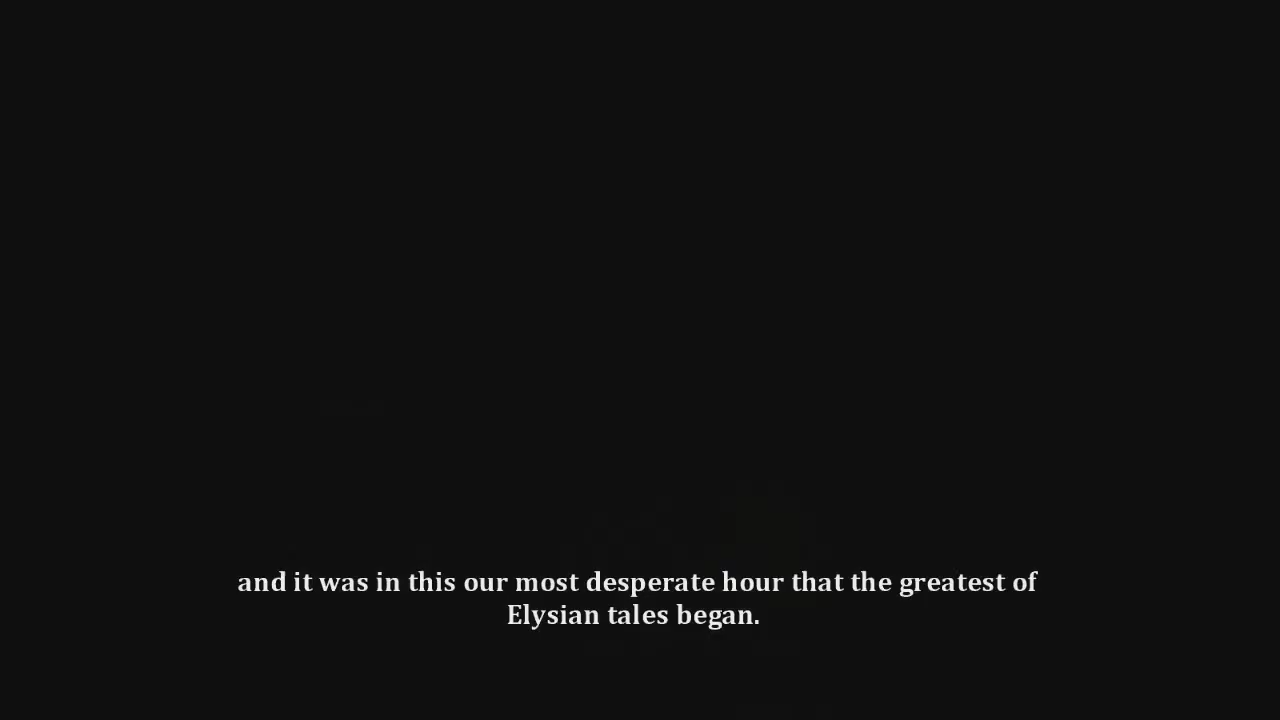 and it was in this our most desperate hour that the greatest of
Elysian tales began.